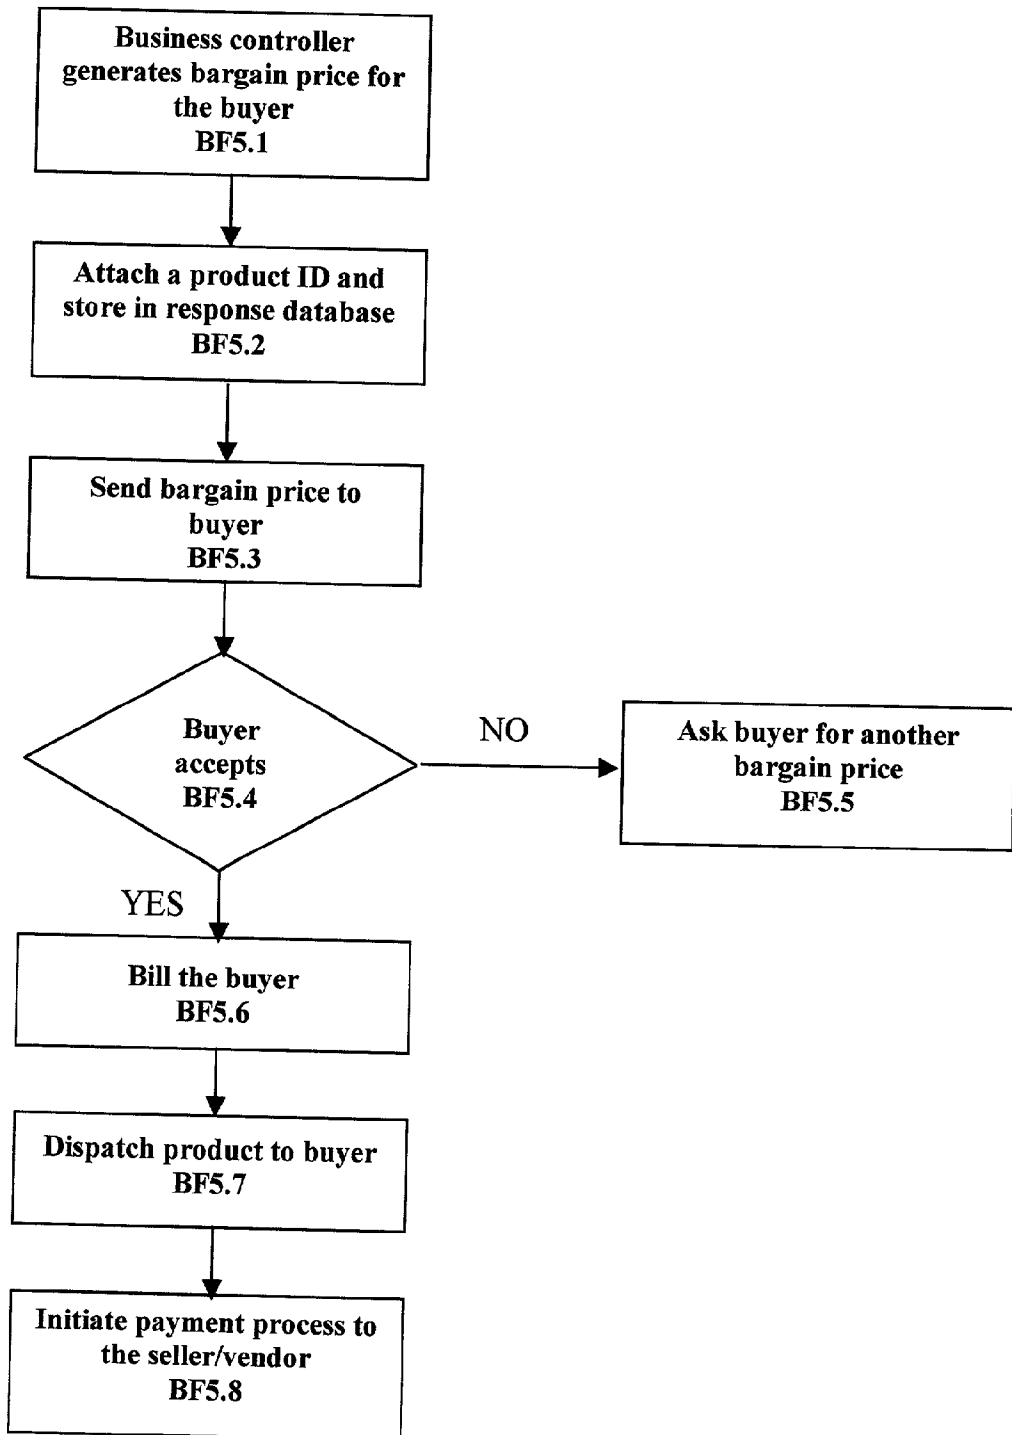 Business controller
generates bargain price for
the buyer
BF5.1
Attach a product ID and
store in response database
BF5.2
Send bargain price to
buyer
BF5.3
Buyer
accepts
BF5.4
NO
Ask buyer for another
bargain price
BF5.5
YES
Bill the buyer
BF5.6
Dispatch product to buyer
BF5.7
Initiate payment process to
the seller/vendor
BF5.8